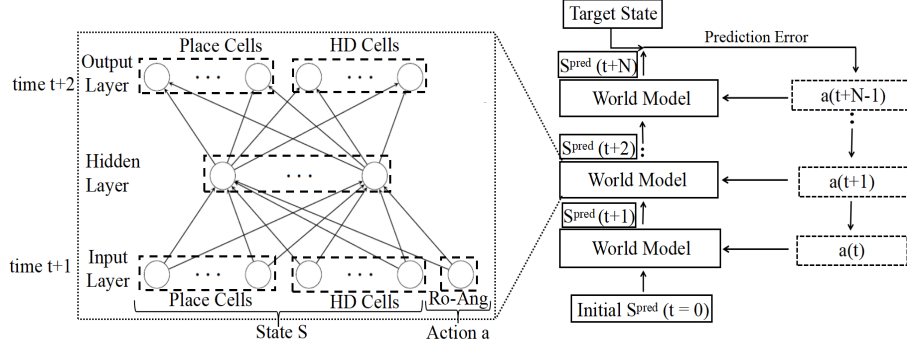 Place Cells
HD Cells
Output
Layer
time t+2
. . .
. . .
Hidden
Layer
. . .
time t+1
Input
Layer
. . .
. . .
Place Cells
HD Cells
Ro-Ang
State S
Action a
Target State
Prediction Error
Spred (t+N)
World Model
a(t+N-1)
Spred (t+2)
World Model
a(t+1)
Spred (t+1)
World Model
a(t)
Initial Spred (t = 0)